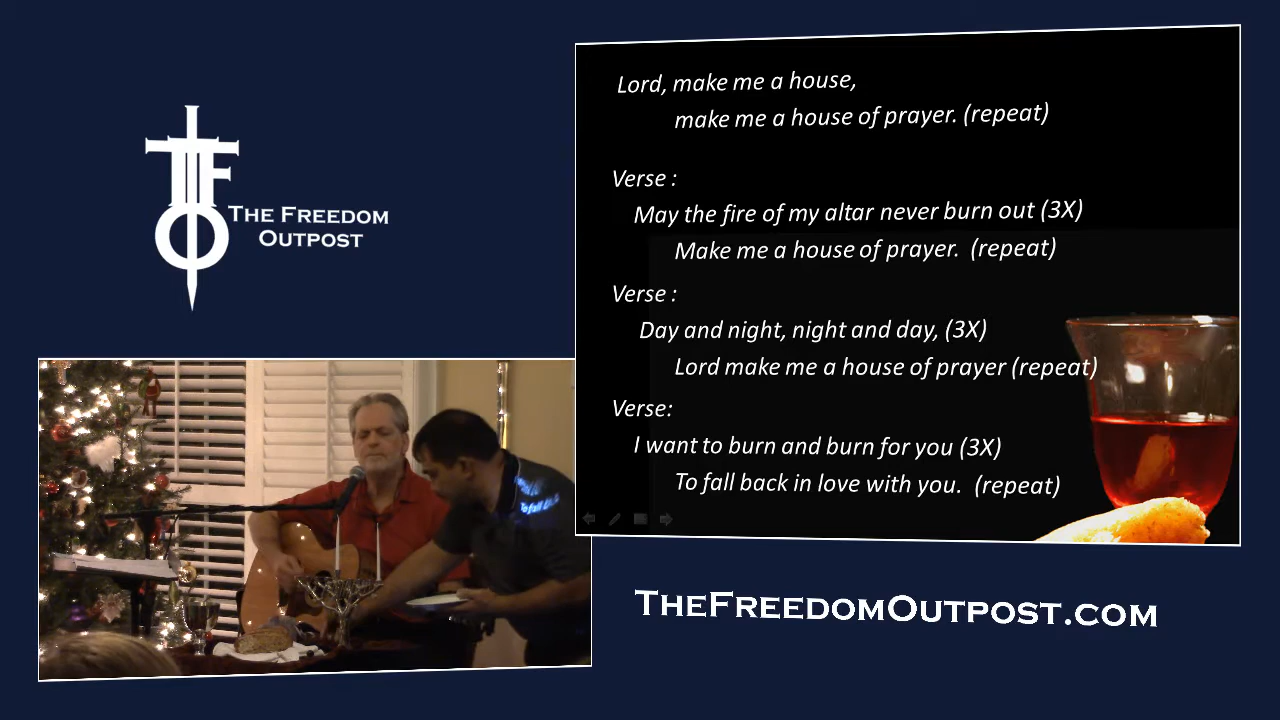 The Freedom
Outpost
Lord, make me a house,
make me a house of prayer. (repeat)
Verse :
May the fire of my altar never burn out (3X)
Make me a house of prayer. (repeat)
Verse :
Day and night, night and day, (3X)
Lord make me a house of prayer (repeat)
Verse:
I want to burn and burn for you (3X)
To fall back in love with you. (repeat)
To fall
TheFreedomOutpost.com